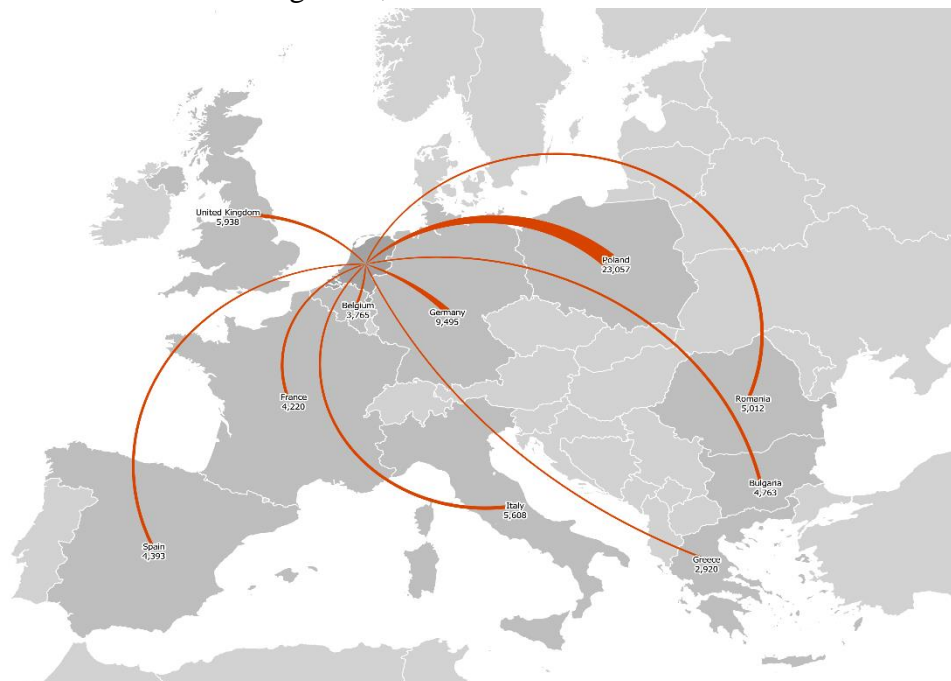 United Kingdom
5,938
Poland
23,057
Belgium
3,765
Germany
9,495
France
4,220
Romania
5,012
Bulgaria
4,763
Italy
5,608
Spain
4,393
Greece
2,920